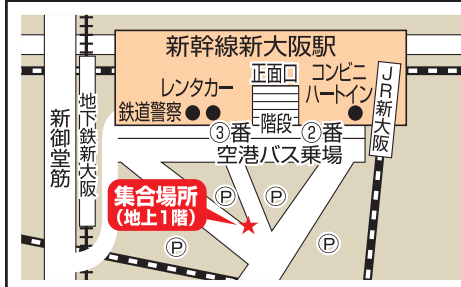 新幹線新大阪駅
レンタカー
正面口
コンビニ
ハートイン
鉄道警察
階段
③番
②番
空港バス乗場
JR新大阪
地下鉄新大阪
新御堂筋
集合場所
(地上1階)
Ⓟ
Ⓟ
Ⓟ
Ⓟ